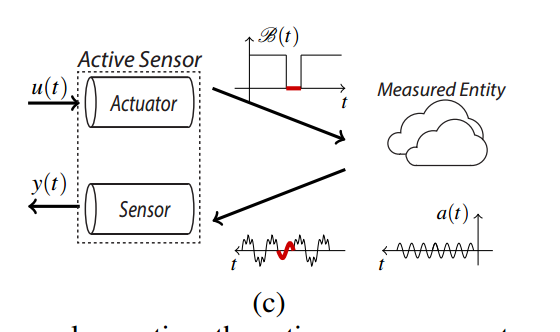 Active Sensor
ℬ(t)
u(t)
Actuator
t
Measured Entity
y(t)
Sensor
a(t)
t
t
(c)